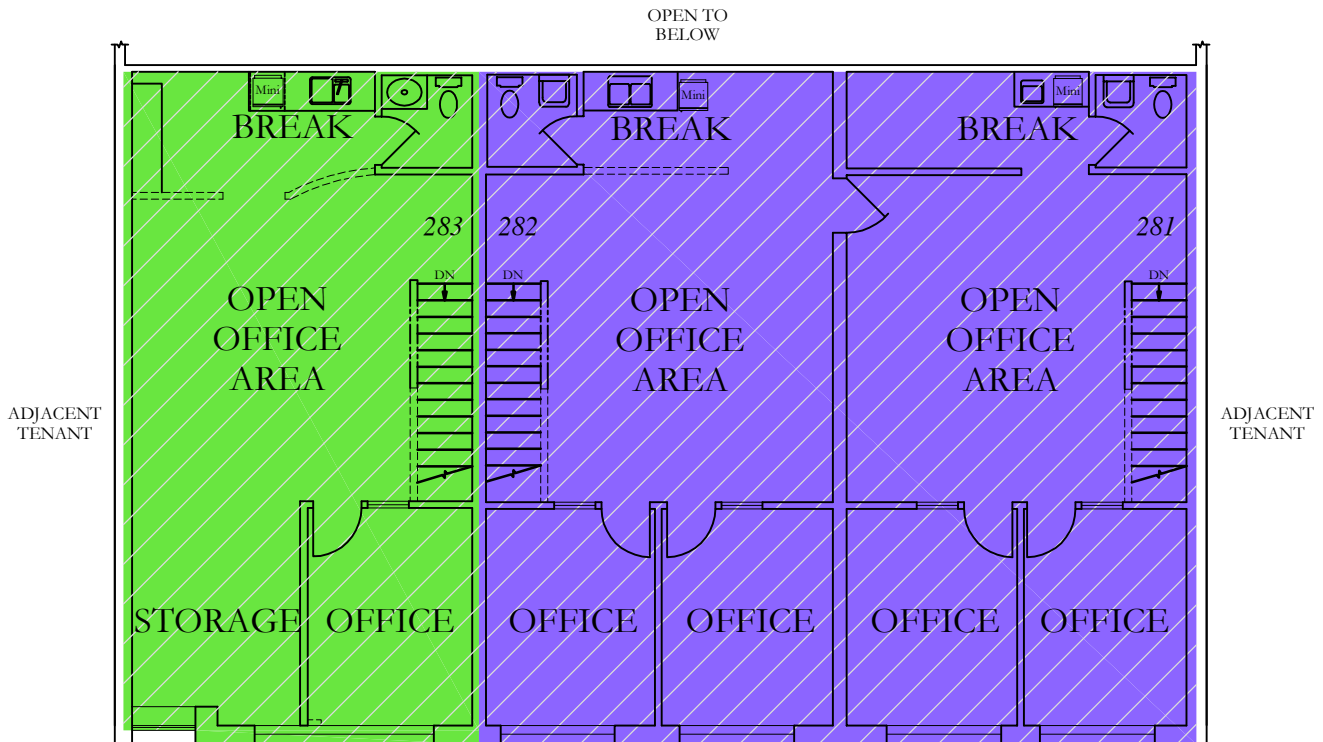 OPEN TO
BELOW
Mini
Mini
Mini
BREAK
BREAK
BREAK
283
282
281
DN
DN
DN
OPEN
OFFICE
AREA
OPEN
OFFICE
AREA
OPEN
OFFICE
AREA
ADJACENT
TENANT
ADJACENT
TENANT
STORAGE
OFFICE
OFFICE
OFFICE
OFFICE
OFFICE